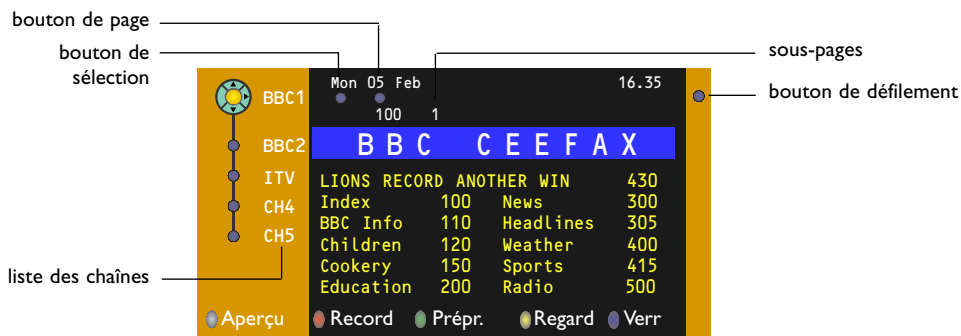 bouton de page
bouton de
sélection
sous-pages
bouton de défilement
Mon 05 Feb 16.35
100 1
BBC1
BBC2
ITV
CH4
CH5
BBC CEEFAX
LIONS RECORD ANOTHER WIN 430
Index 100 News 300
BBC Info 110 Headlines 305
Children 120 Weather 400
Cookery 150 Sports 415
Education 200 Radio 500
liste des chaînes
Aperçu Record Prépr. Regard Verr